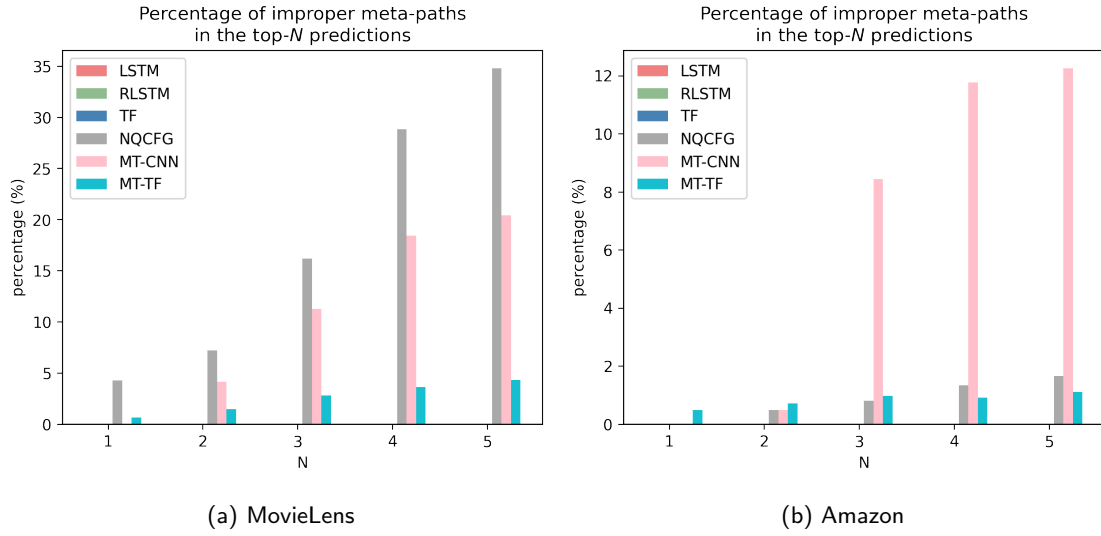 Percentage of improper meta-paths
in the top-N predictions
35
30
25
20
15
10
5
0
percentage (%)
LSTM
RLSTM
TF
NQCFG
MT-CNN
MT-TF
1 2 3 4 5
N
(a) MovieLens
Percentage of improper meta-paths
in the top-N predictions
12
10
8
6
4
2
0
percentage (%)
LSTM
RLSTM
TF
NQCFG
MT-CNN
MT-TF
1 2 3 4 5
N
(b) Amazon